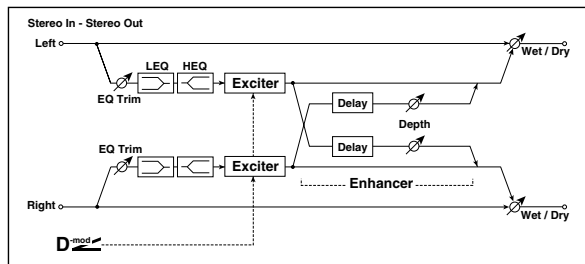 Stereo In - Stereo Out
Left
Wet / Dry
LEQ HEQ
EQ Trim
Exciter
Delay
Depth
EQ Trim
Delay
Exciter
Enhancer
Right
Wet / Dry
D-mod